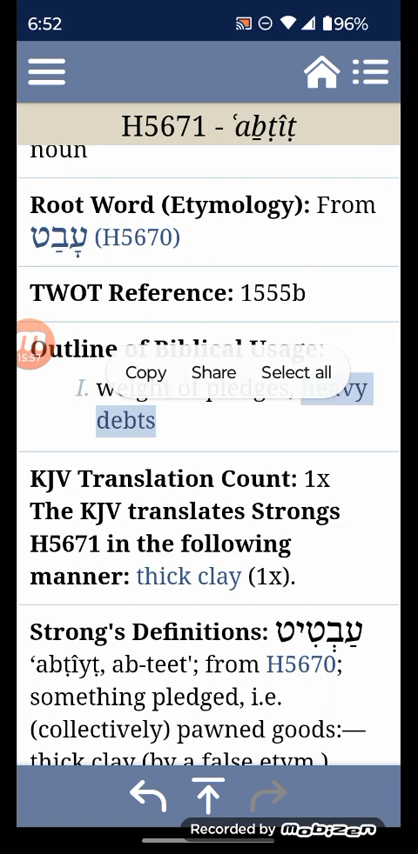 6:52
96%
H5671 - ʿaḇṭîṭ
noun
Root Word (Etymology): From
עָבַט (H5670)
TWOT Reference: 1555b
Outline of Biblical Usage:
15:57
Copy Share Select all
I. weight of pledges, heavy
debts
KJV Translation Count: 1x
The KJV translates Strongs
H5671 in the following
manner: thick clay (1x).
Strong's Definitions: עַבְטִיט
ʻabṭîyṭ, ab-teet'; from H5670;
something pledged, i.e.
(collectively) pawned goods:—
thick clay (by a false etym.)
Recorded by mobizen